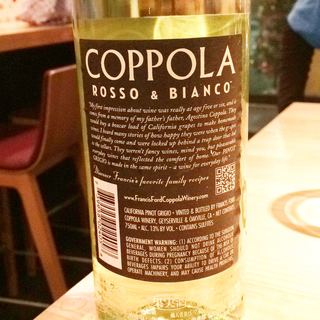 COPPOLA
ROSSO & BIANCO
"My first impression about wine was really at age five or six, and it
comes from a memory of my father's father, Agostino Coppola. They
would buy a boxcar load of California grapes to make homemade
wines. I heard many stories of how happy they were when the grapes
would finally come and were locked up behind a trap door
in the cellars. They weren't fancy wines, mind you, but pleasurable
everyday wines that reflected the comfort of home.
GRIGIO is made in the same spirit - a wine for everyday life."
Discover Francis's favorite family recipes
www.FrancisFordCoppolaWinery.com
CALIFORNIA PINOT GRIGIO • VINTED & BOTTLED BY FRANCIS FORD
COPPOLA WINERY, GEYSERVILLE & OAKVILLE, CA • NET CONTENTS
750ML • ALC. 13% BY VOL. • CONTAINS SULFITES
GOVERNMENT WARNING: (1) ACCORDING TO THE SURGEON
GENERAL, WOMEN SHOULD NOT DRINK ALCOHOLIC
BEVERAGES DURING PREGNANCY BECAUSE OF THE RISK OF
BIRTH DEFECTS. (2) CONSUMPTION OF ALCOHOLIC
BEVERAGES IMPAIRS YOUR ABILITY TO DRIVE A CAR OR
OPERATE MACHINERY, AND MAY CAUSE HEALTH PROBLEMS.